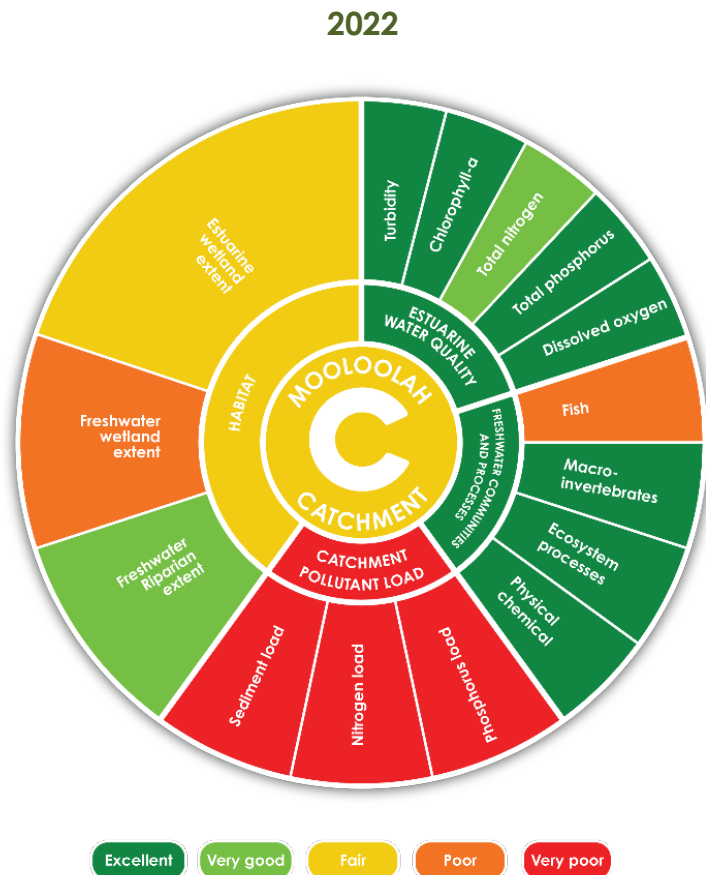 2022
Turbidity
Chlorophyll-a
Total nitrogen
Total phosphorus
Dissolved oxygen
ESTUARINE
WATER QUALITY
Fish
Macro-
invertebrates
Ecosystem
processes
Physical
chemical
FRESHWATER COMMUNITIES
AND PROCESSES
Phosphorus load
Nitrogen load
Sediment load
CATCHMENT
POLLUTANT LOAD
Freshwater
Riparian
extent
Freshwater
wetland
extent
Estuarine
wetland
extent
HABITAT
MOOLOOLAH
C
CATCHMENT
Excellent
Very good
Fair
Poor
Very poor